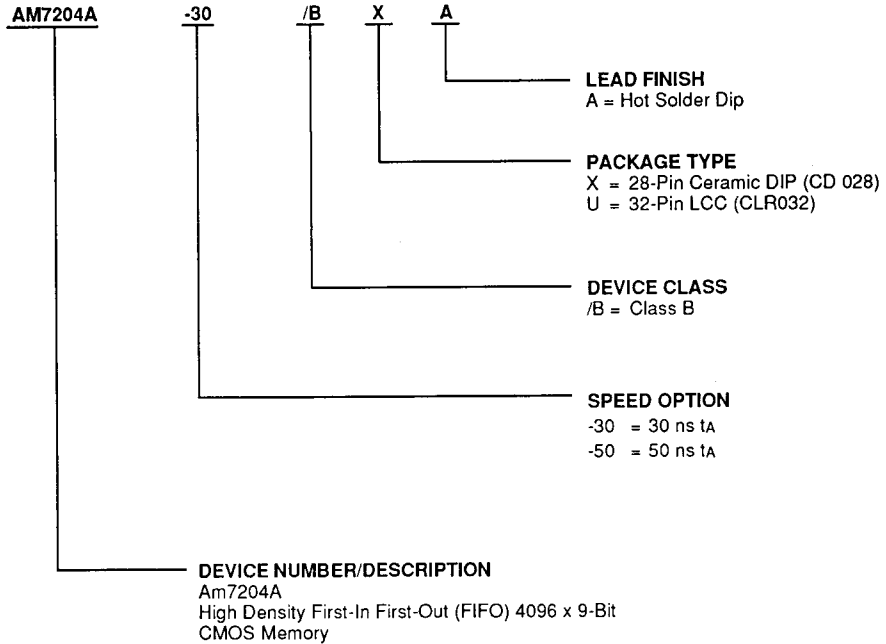 AM7204A -30 /B X A
LEAD FINISH
A = Hot Solder Dip
PACKAGE TYPE
X = 28-Pin Ceramic DIP (CD 028)
U = 32-Pin LCC (CLR032)
DEVICE CLASS
/B = Class B
SPEED OPTION
-30 = 30 ns tA
-50 = 50 ns tA
DEVICE NUMBER/DESCRIPTION
Am7204A
High Density First-In First-Out (FIFO) 4096 x 9-Bit
CMOS Memory